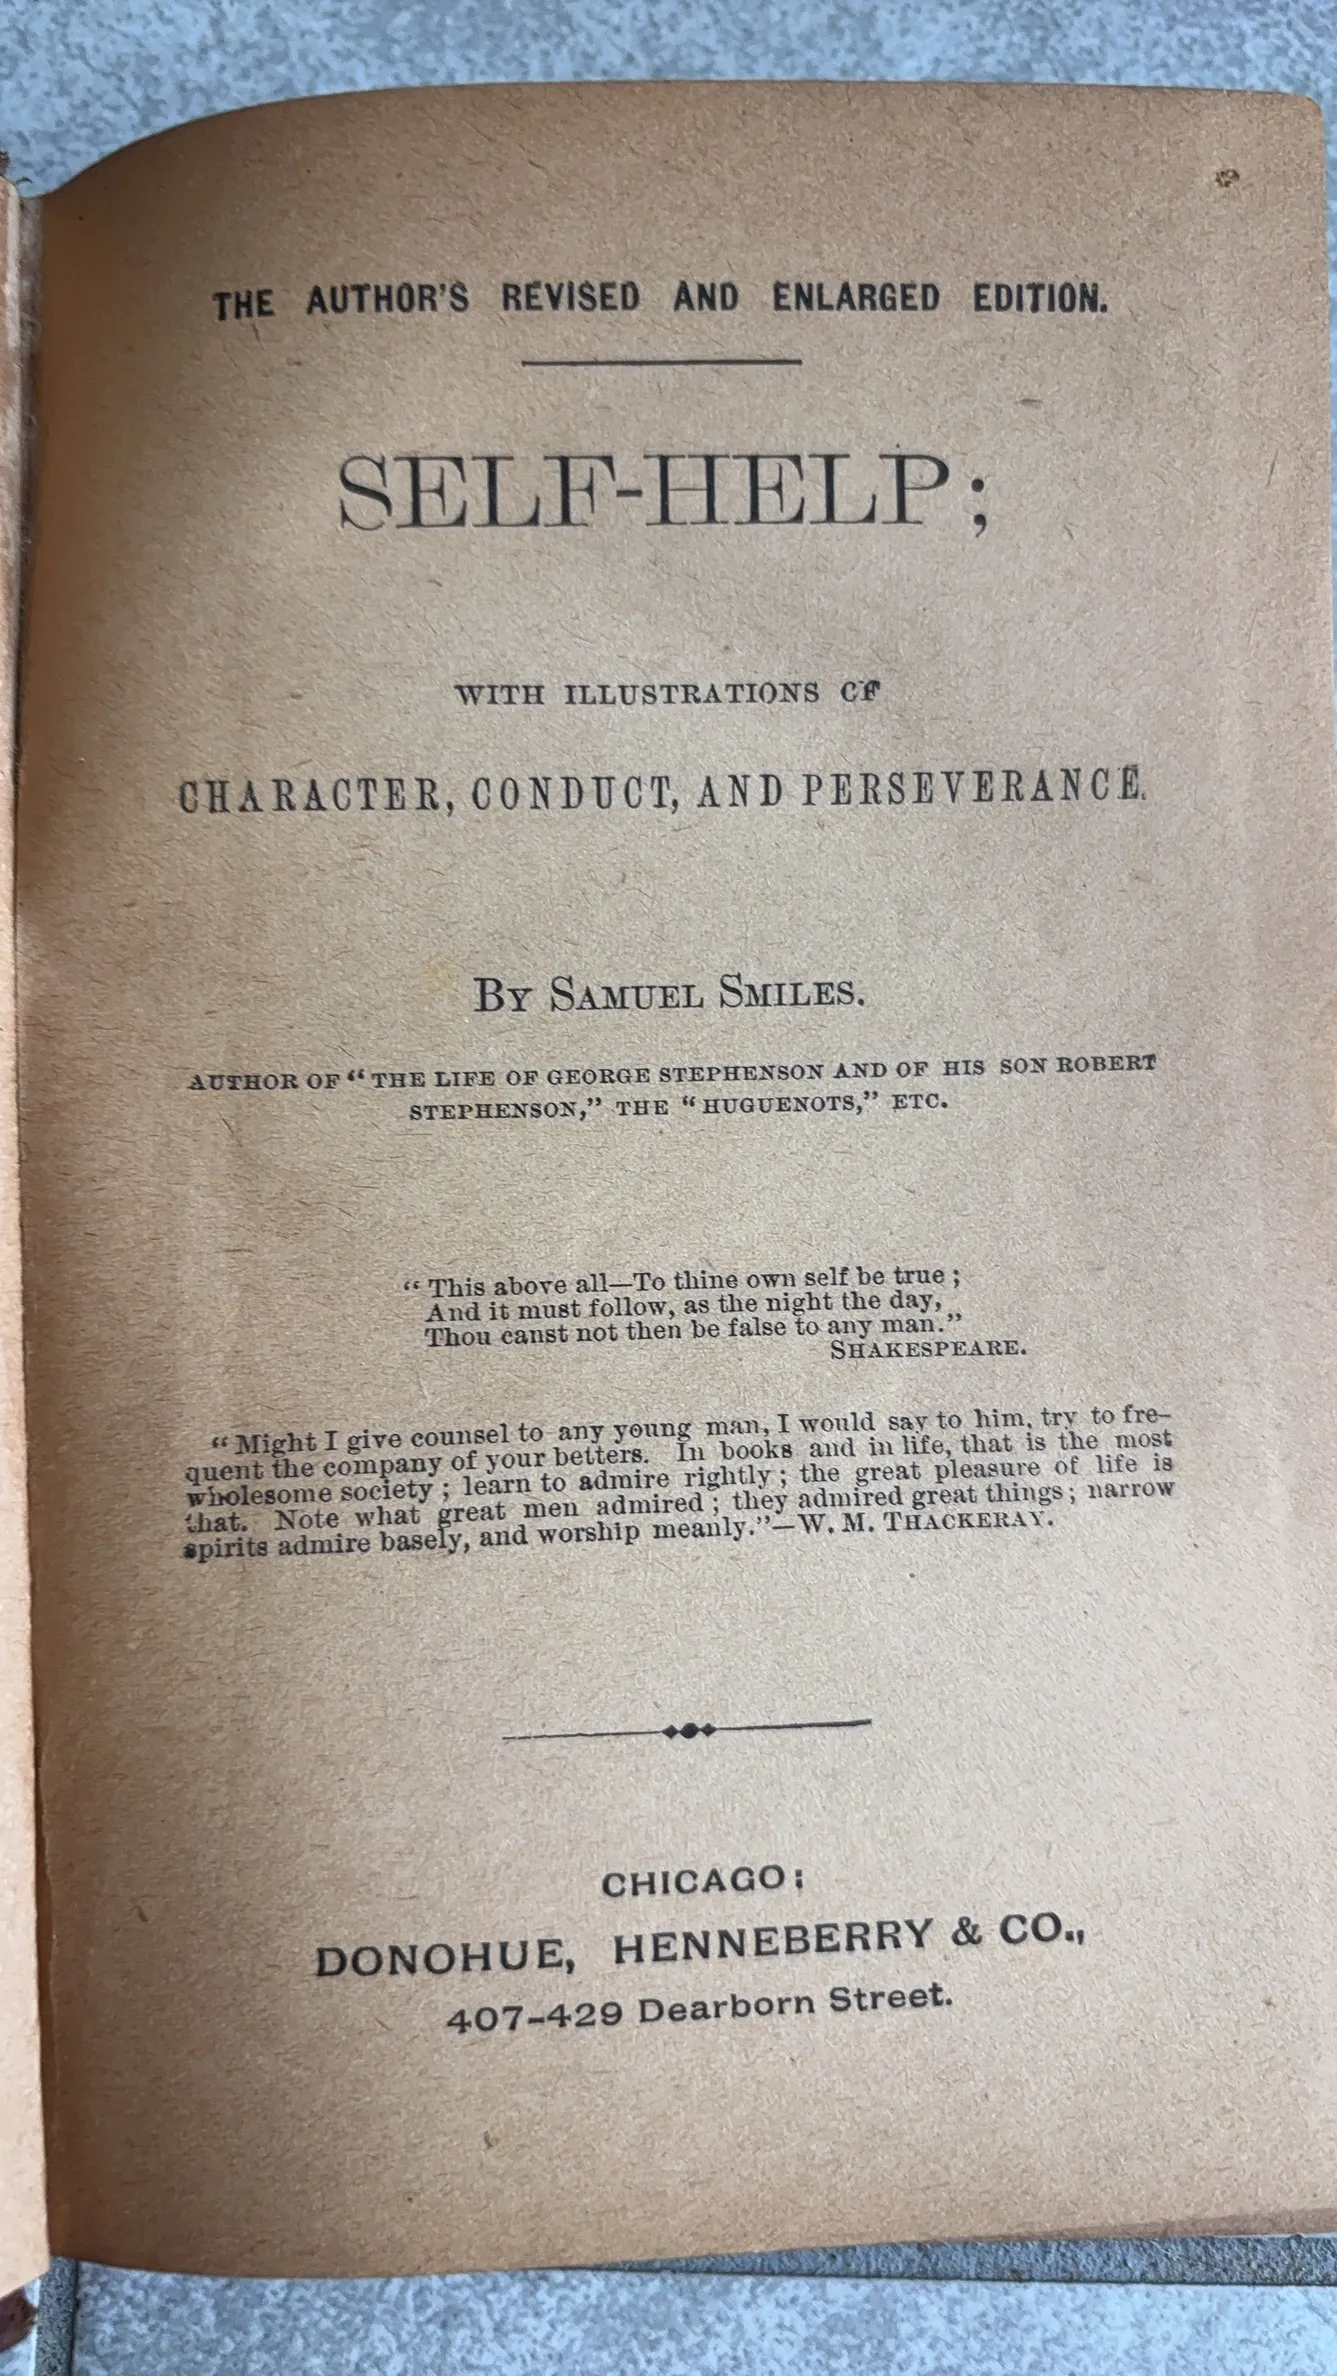 THE AUTHOR'S REVISED AND ENLARGED EDITION.
SELF-HELP;
WITH ILLUSTRATIONS OF
CHARACTER, CONDUCT, AND PERSEVERANCE.
BY SAMUEL SMILES.
AUTHOR OF “THE LIFE OF GEORGE STEPHENSON AND OF HIS SON ROBERT
STEPHENSON,” THE “HUGUENOTS,” ETC.
“This above all—To thine own self be true;
And it must follow, as the night the day,
Thou canst not then be false to any man.”
SHAKESPEARE.
“Might I give counsel to any young man, I would say to him, try to fre-
quent the company of your betters. In books and in life, that is the most
wholesome society; learn to admire rightly; the great pleasure of life is
that. Note what great men admired; they admired great things; narrow
spirits admire basely, and worship meanly.”—W. M. THACKERAY.
CHICAGO:
DONOHUE, HENNEBERRY & CO.,
407-429 Dearborn Street.